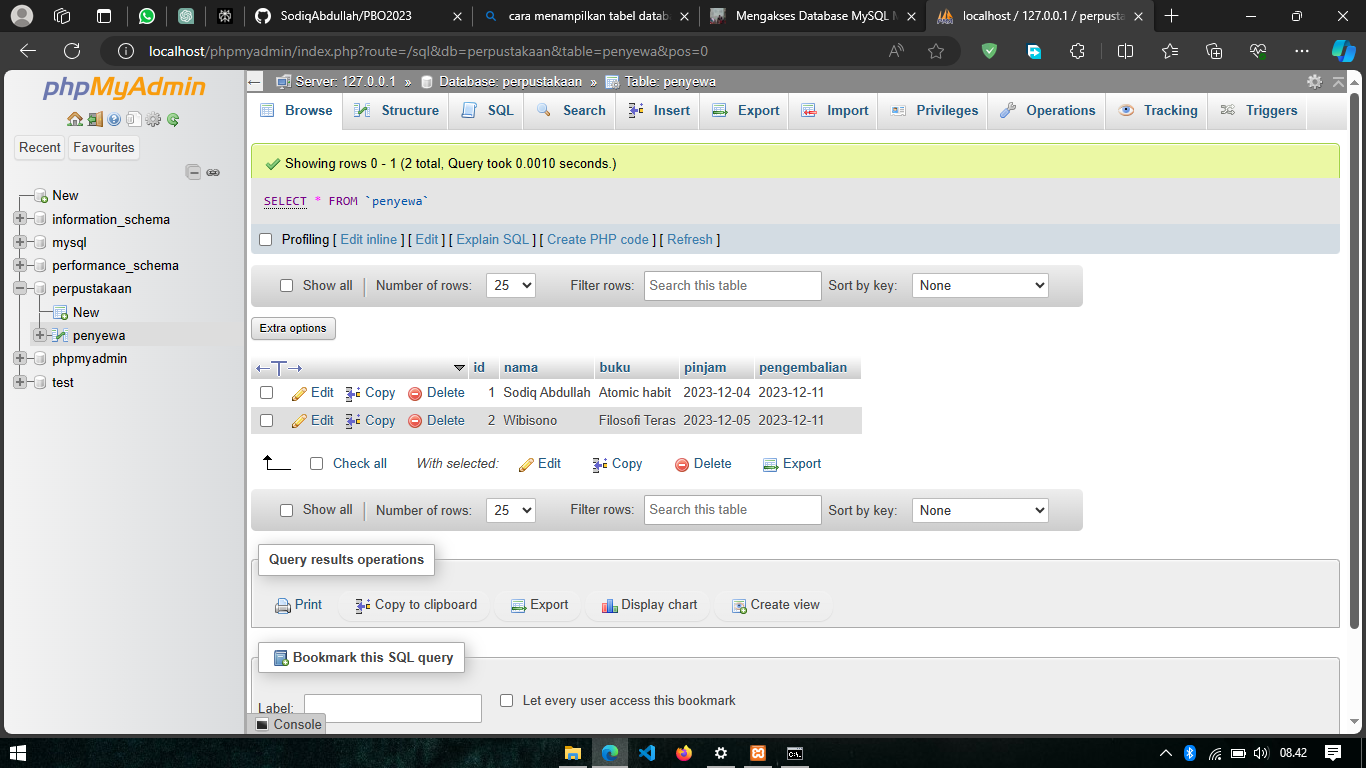 SodiqAbdullah/PBO2023
cara menampilkan tabel datab
Mengakses Database MySQL M
localhost / 127.0.0.1 / perpusta
localhost/phpmyadmin/index.php?route=/sql&db=perpustakaan&table=penyewa&pos=0
phpMyAdmin
Recent Favourites
New
information_schema
mysql
performance_schema
perpustakaan
New
penyewa
phpmyadmin
test
Server: 127.0.0.1 » Database: perpustakaan » Table: penyewa
Browse Structure SQL Search Insert Export Import Privileges Operations Tracking Triggers
Showing rows 0 - 1 (2 total, Query took 0.0010 seconds.)
SELECT * FROM `penyewa`
Profiling [ Edit inline ] [ Edit ] [ Explain SQL ] [ Create PHP code ] [ Refresh ]
Show all Number of rows: 25 Filter rows: Search this table Sort by key: None
Extra options
id nama buku pinjam pengembalian
Edit Copy Delete 1 Sodiq Abdullah Atomic habit 2023-12-04 2023-12-11
Edit Copy Delete 2 Wibisono Filosofi Teras 2023-12-05 2023-12-11
Check all With selected: Edit Copy Delete Export
Show all Number of rows: 25 Filter rows: Search this table Sort by key: None
Query results operations
Print Copy to clipboard Export Display chart Create view
Bookmark this SQL query
Label: Let every user access this bookmark
Console
08.42